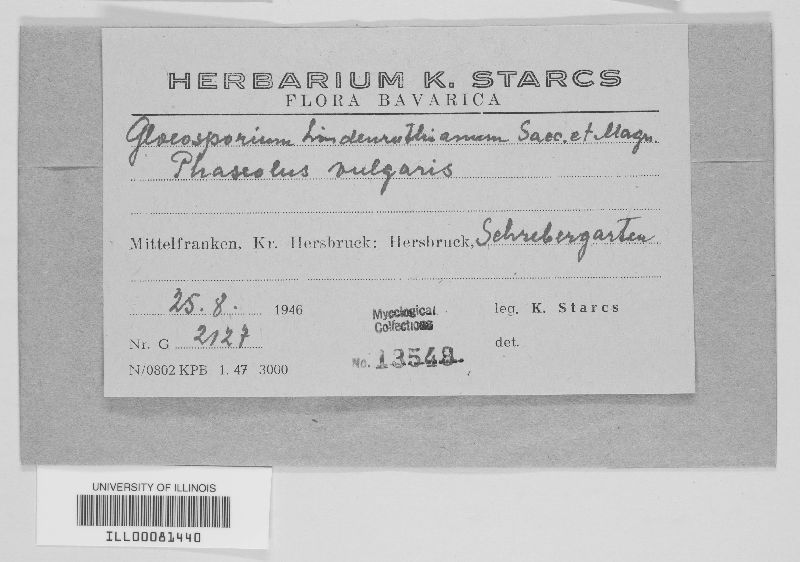 HERBARIUM K. STARCS
FLORA BAVARICA
Gloeosporium Lindemuthianum Sacc. et Magn.
Phaseolus vulgaris
Mittelfranken, Kr. Hersbruck: Hersbruck, Schrebergarten
25. 8. 1946
leg. K. Starcs
Mycological
Collections
Nr. G 2127
det.
No. 13548.
N/0802 KPB 1. 47 3000
UNIVERSITY OF ILLINOIS
ILL00081440